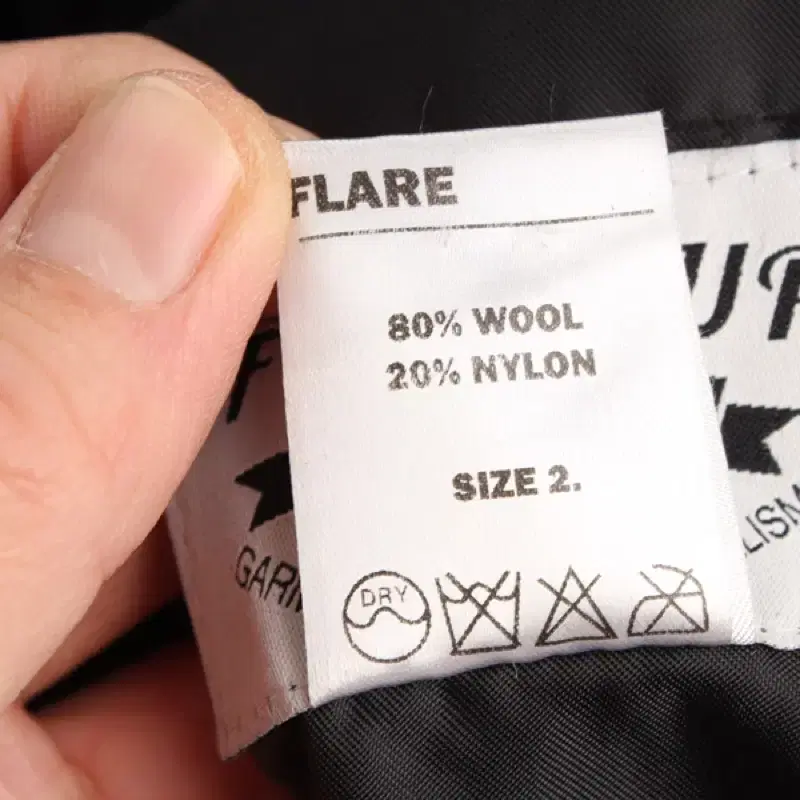 FLARE
80% WOOL
20% NYLON
SIZE 2.
DRY